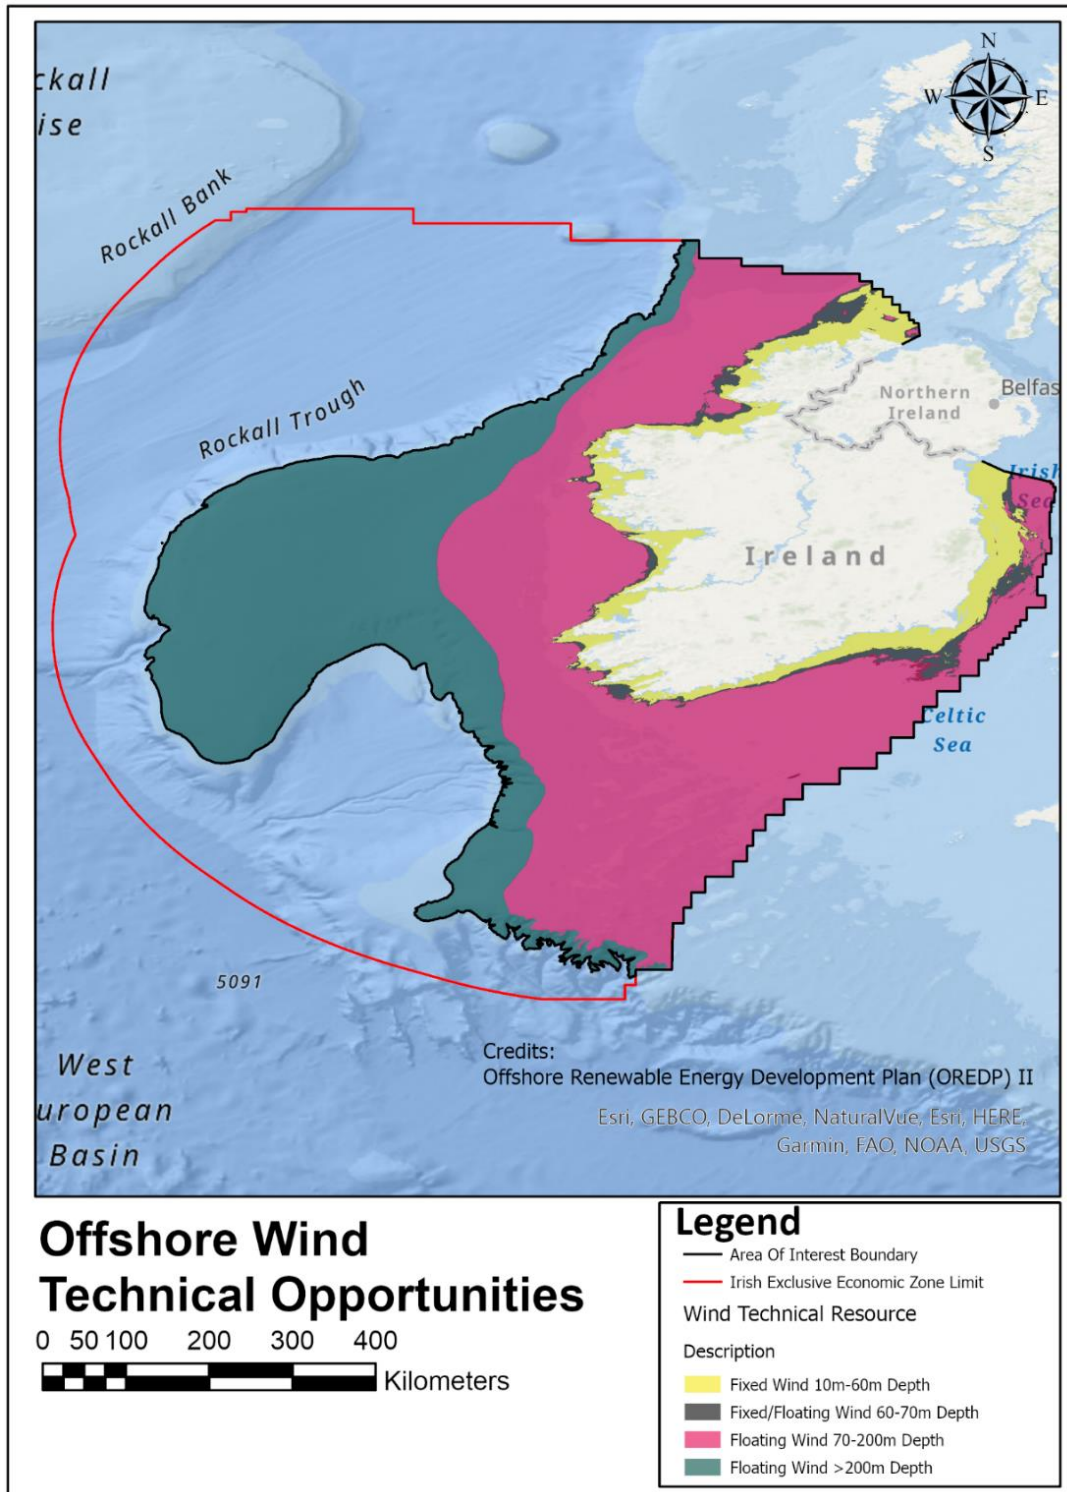 N
W E
S
ckall
ise
Rockall Bank
Rockall Trough
Northern
Ireland
Belfas
Irish
Sea
Ireland
Celtic
Sea
5091
West
uropean
Basin
Credits:
Offshore Renewable Energy Development Plan (OREDP) II
Esri, GEBCO, DeLorme, NaturalVue, Esri, HERE,
Garmin, FAO, NOAA, USGS
Offshore Wind
Technical Opportunities
0 50 100 200 300 400
Kilometers
Legend
Area Of Interest Boundary
Irish Exclusive Economic Zone Limit
Wind Technical Resource
Description
Fixed Wind 10m-60m Depth
Fixed/Floating Wind 60-70m Depth
Floating Wind 70-200m Depth
Floating Wind >200m Depth